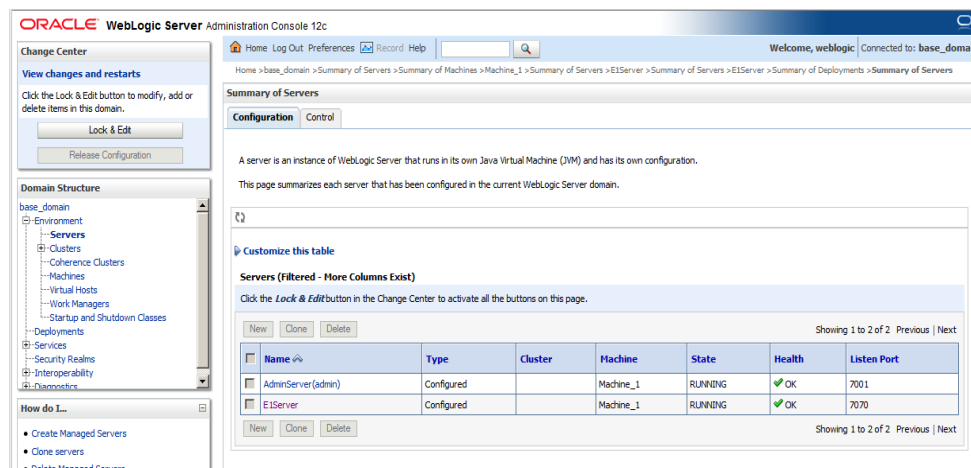 ORACLE WebLogic Server Administration Console 12c
Change Center
View changes and restarts
Click the Lock & Edit button to modify, add or
delete items in this domain.
Lock & Edit
Release Configuration
Domain Structure
base_domain
Environment
Servers
Clusters
Coherence Clusters
Machines
Virtual Hosts
Work Managers
Startup and Shutdown Classes
Deployments
Services
Security Realms
Interoperability
Diagnostics
How do I...
Create Managed Servers
Clone servers
Delete Managed Servers
Home Log Out Preferences Record Help
Welcome, weblogic Connected to: base_doma
Home >base_domain >Summary of Servers >Summary of Machines >Machine_1 >Summary of Servers >E1Server >Summary of Servers >E1Server >Summary of Deployments >Summary of Servers
Summary of Servers
Configuration Control
A server is an instance of WebLogic Server that runs in its own Java Virtual Machine (JVM) and has its own configuration.
This page summarizes each server that has been configured in the current WebLogic Server domain.
Customize this table
Servers (Filtered - More Columns Exist)
Click the Lock & Edit button in the Change Center to activate all the buttons on this page.
New Clone Delete Showing 1 to 2 of 2 Previous | Next
Name Type Cluster Machine State Health Listen Port
AdminServer(admin) Configured Machine_1 RUNNING OK 7001
E1Server Configured Machine_1 RUNNING OK 7070
New Clone Delete Showing 1 to 2 of 2 Previous | Next